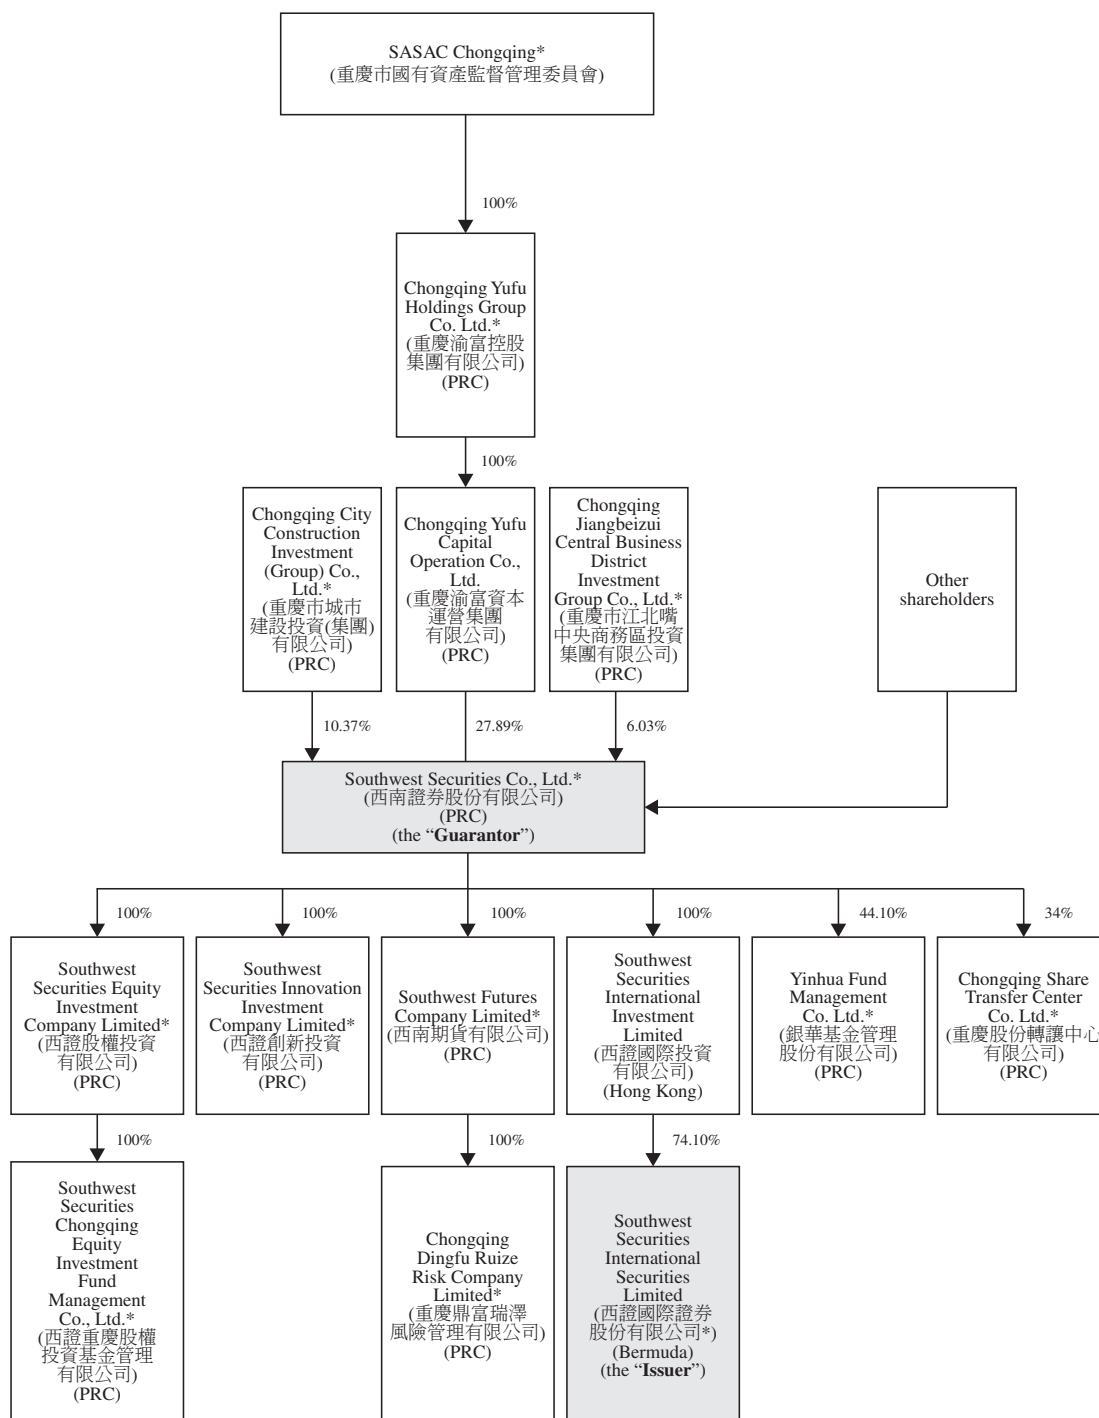 SASAC Chongqing*
(重慶市國有資產監督管理委員會)
100%
Chongqing Yufu
Holdings Group
Co. Ltd.*
(重慶渝富控股
集團有限公司)
(PRC)
100%
Chongqing City
Construction
Investment
(Group) Co.,
Ltd.*
(重慶市城市
建設投資(集團)
有限公司)
(PRC)
Chongqing Yufu
Capital
Operation Co.,
Ltd.
(重慶渝富資本
運營集團
有限公司)
(PRC)
Chongqing
Jiangbeizui
Central Business
District
Investment
Group Co., Ltd.*
(重慶市江北嘴
中央商務區投資
集團有限公司)
(PRC)
Other
shareholders
10.37%
27.89%
6.03%
Southwest Securities Co., Ltd.*
(西南證券股份有限公司)
(PRC)
(the “Guarantor”)
100%
100%
100%
100%
44.10%
34%
Southwest
Securities Equity
Investment
Company Limited*
(西證股權投資
有限公司)
(PRC)
Southwest
Securities Innovation
Investment
Company Limited*
(西證創新投資
有限公司)
(PRC)
Southwest Futures
Company Limited*
(西南期貨有限公司)
(PRC)
Southwest
Securities
International
Investment
Limited
(西證國際投資
有限公司)
(Hong Kong)
Yinhua Fund
Management
Co. Ltd.*
(銀華基金管理
股份有限公司)
(PRC)
Chongqing Share
Transfer Center
Co. Ltd.*
(重慶股份轉讓中心
有限公司)
(PRC)
100%
100%
74.10%
Southwest
Securities
Chongqing
Equity
Investment
Fund
Management
Co., Ltd.*
(西證重慶股權
投資基金管理
有限公司)
(PRC)
Chongqing
Dingfu Ruize
Risk Company
Limited*
(重慶鼎富瑞澤
風險管理有限公司)
(PRC)
Southwest
Securities
International
Securities
Limited
(西證國際證券
股份有限公司*)
(Bermuda)
(the “Issuer”)